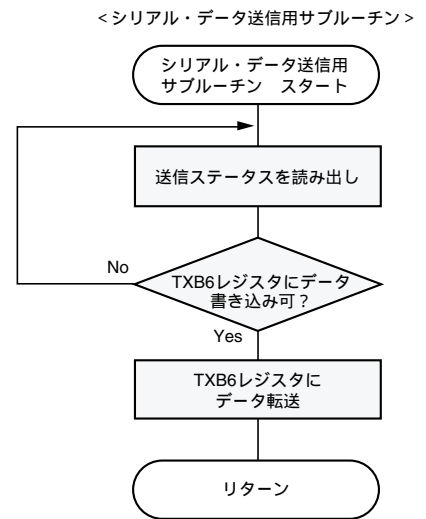 <シリアル・データ送信用サブルーチン>
シリアル・データ送信用
サブルーチン　スタート
送信ステータスを読み出し
No
TXB6レジスタにデータ
書き込み可？
Yes
TXB6レジスタに
データ転送
リターン